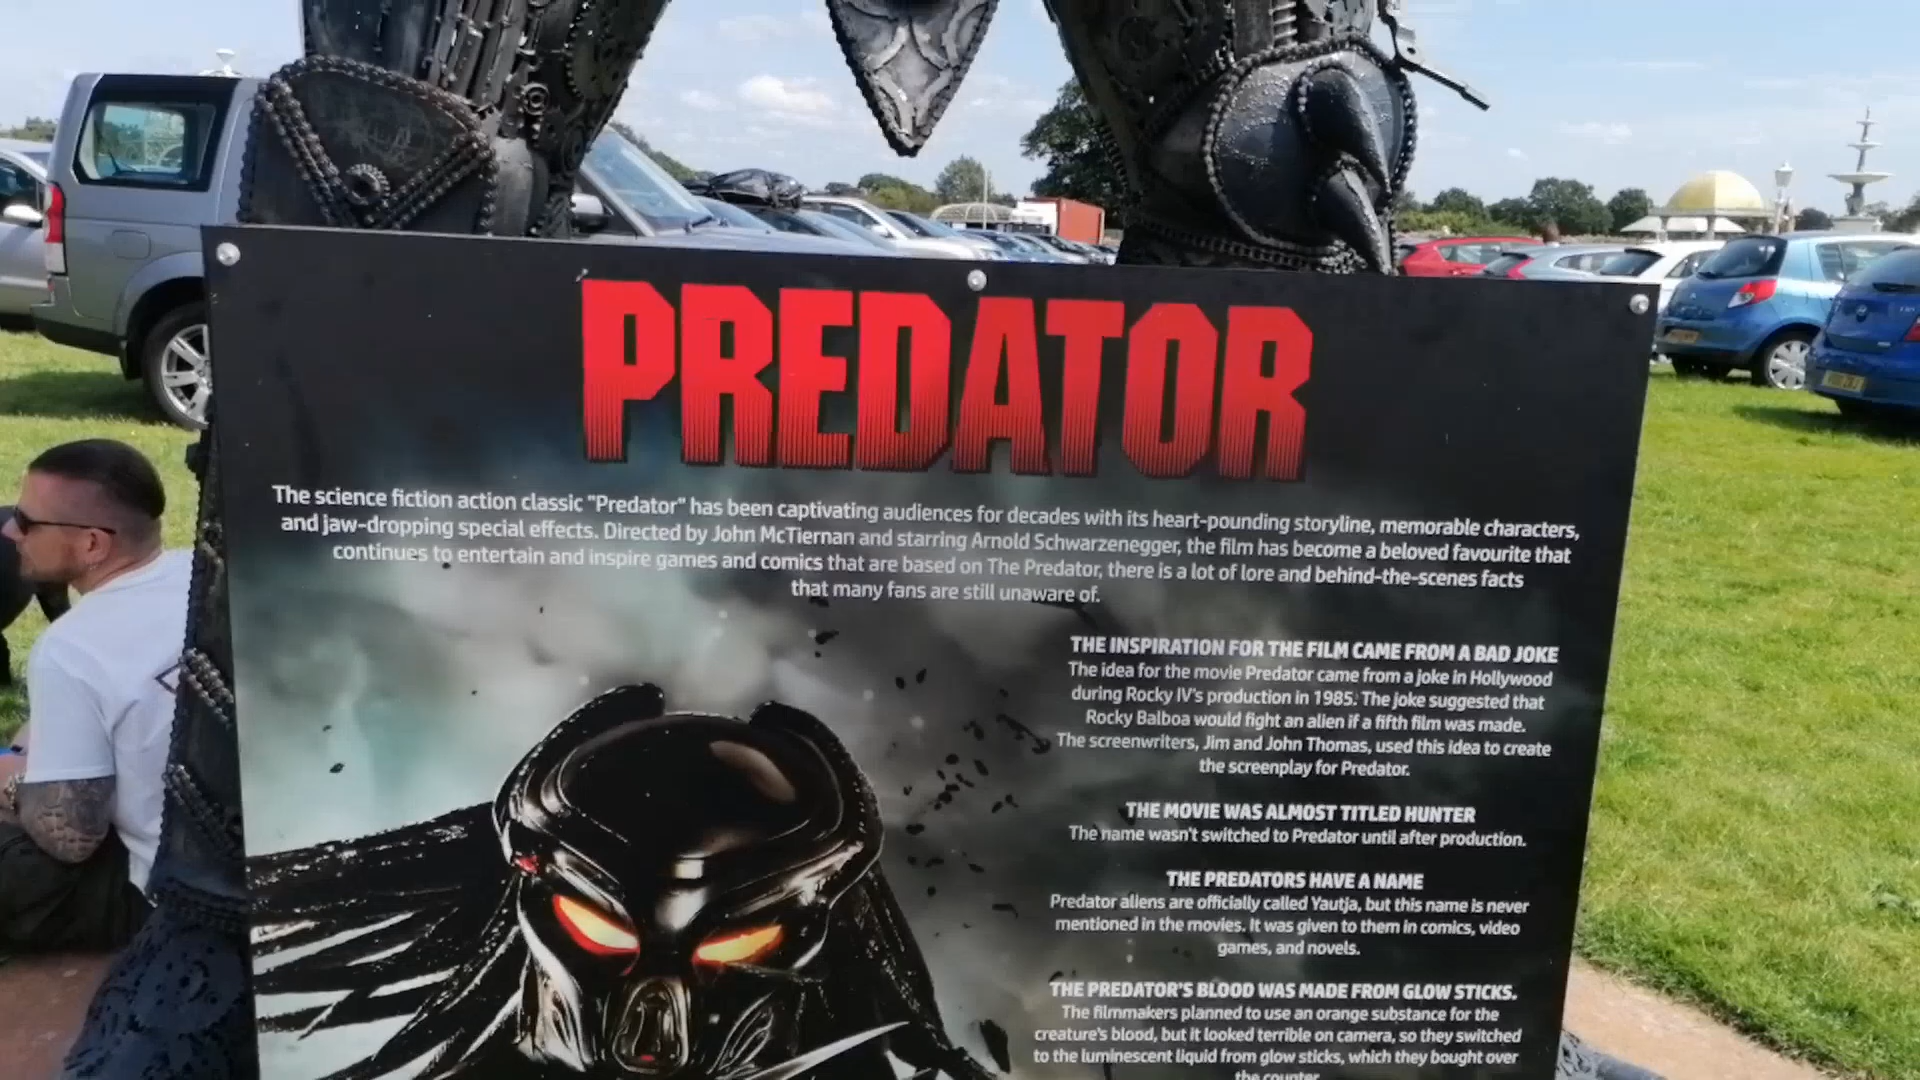 PREDATOR
The science fiction action classic "Predator" has been captivating audiences for decades with its heart-pounding storyline, memorable characters,
and jaw-dropping special effects. Directed by John McTiernan and starring Arnold Schwarzenegger, the film has become a beloved favourite that
continues to entertain and inspire games and comics that are based on The Predator, there is a lot of lore and behind-the-scenes facts
that many fans are still unaware of.
THE INSPIRATION FOR THE FILM CAME FROM A BAD JOKE
The idea for the movie Predator came from a joke in Hollywood
during Rocky IV's production in 1985. The joke suggested that
Rocky Balboa would fight an alien if a fifth film was made.
The screenwriters, Jim and John Thomas, used this idea to create
the screenplay for Predator.
THE MOVIE WAS ALMOST TITLED HUNTER
The name wasn't switched to Predator until after production.
THE PREDATORS HAVE A NAME
Predator aliens are officially called Yautja, but this name is never
mentioned in the movies. It was given to them in comics, video
games, and novels.
THE PREDATOR'S BLOOD WAS MADE FROM GLOW STICKS.
The filmmakers planned to use an orange substance for the
creature's blood, but it looked terrible on camera, so they switched
to the luminescent liquid from glow sticks, which they bought over
the counter.